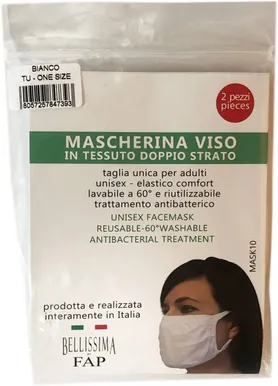 BIANCO
TU - ONE SIZE
8057257847393
2 pezzi
pièces
MASCHERINA VISO
IN TESSUTO DOPPIO STRATO
taglia unica per adulti
unisex - elastico comfort
lavabile a 60° e riutilizzabile
trattamento antibatterico
UNISEX FACEMASK
REUSABLE-60°WASHABLE
ANTIBACTERIAL TREATMENT
MASK10
prodotta e realizzata
interamente in Italia
BELLISSIMA
by
FAP